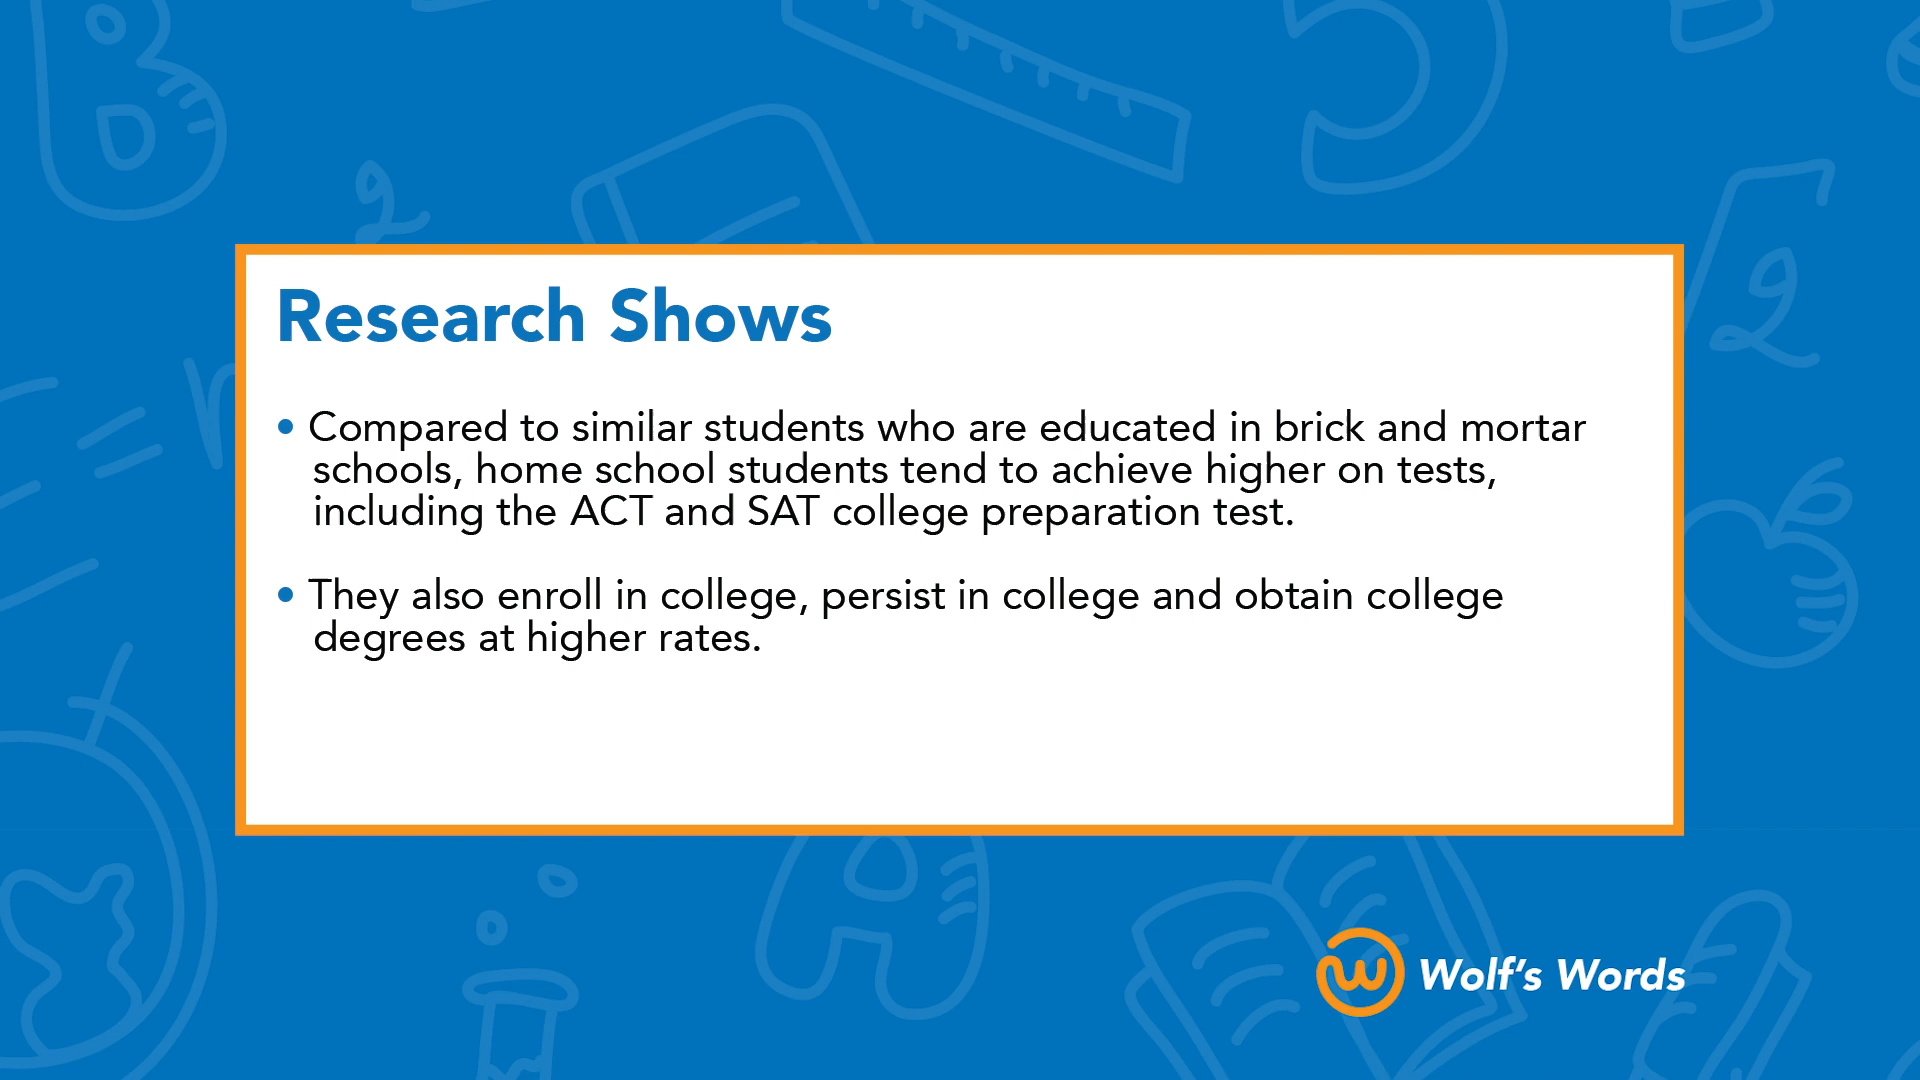 Research Shows
• Compared to similar students who are educated in brick and mortar
schools, home school students tend to achieve higher on tests,
including the ACT and SAT college preparation test.
• They also enroll in college, persist in college and obtain college
degrees at higher rates.
Wolf's Words